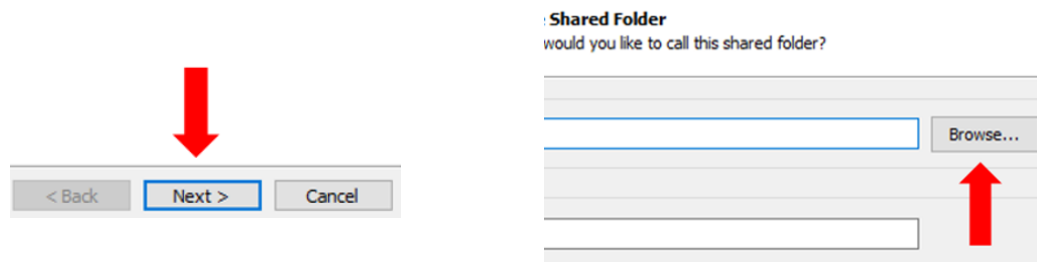 < Back Next > Cancel
Shared Folder
would you like to call this shared folder?
Browse...